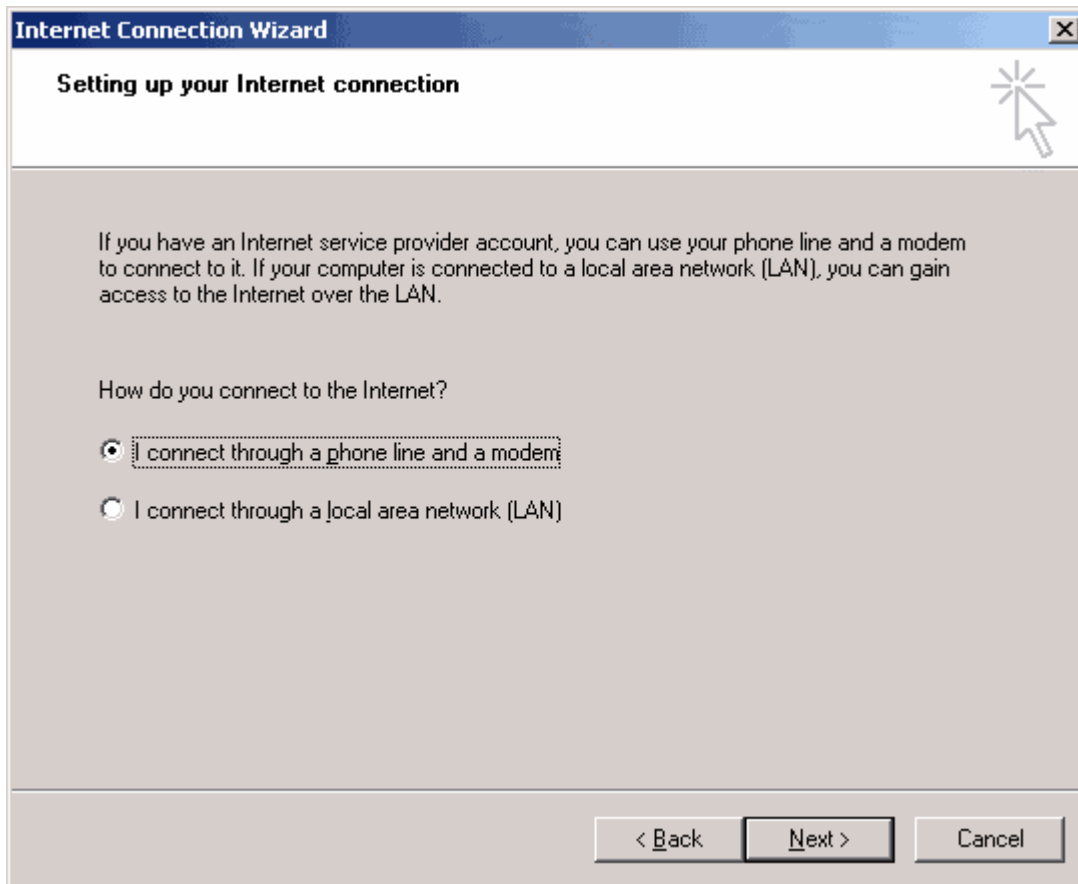 Internet Connection Wizard
Setting up your Internet connection
If you have an Internet service provider account, you can use your phone line and a modem
to connect to it. If your computer is connected to a local area network (LAN), you can gain
access to the Internet over the LAN.
How do you connect to the Internet?
I connect through a phone line and a modem
I connect through a local area network (LAN)
< Back Next > Cancel